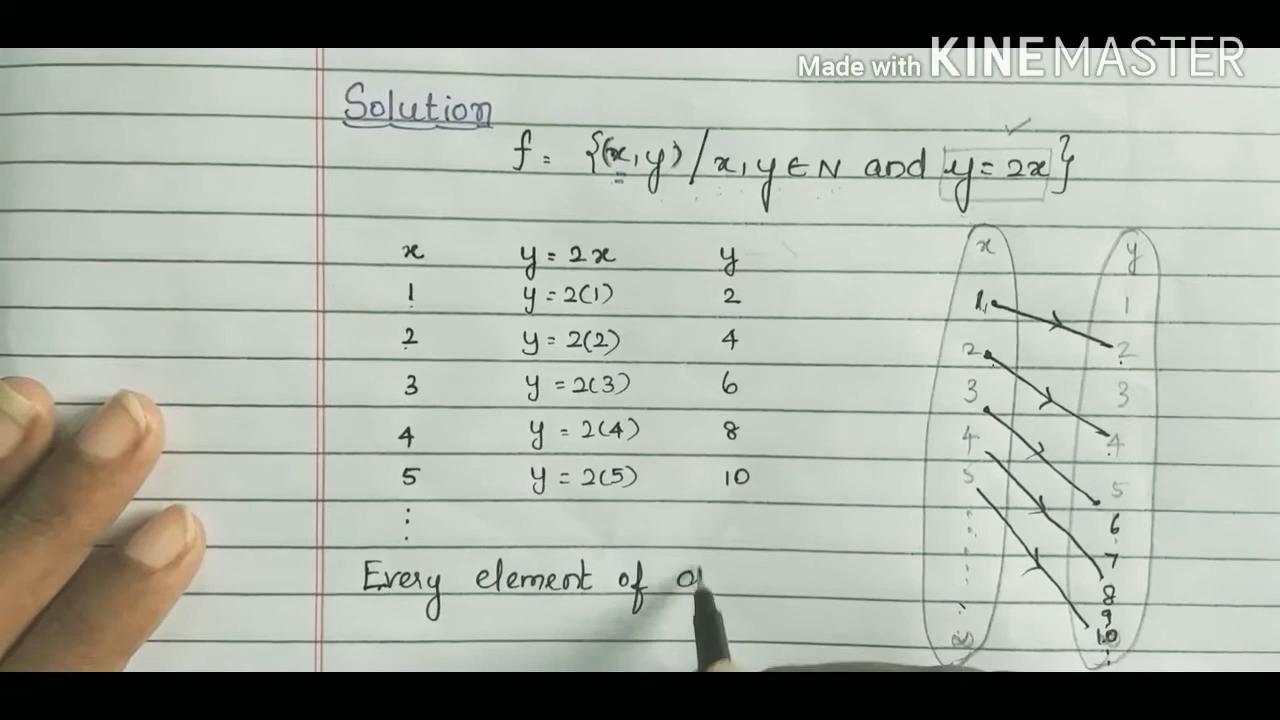 Made with KINEMASTER
Solution
f = {(x,y) / x,y ∈ N and y = 2x}
x y = 2x y
1 y = 2(1) 2
2 y = 2(2) 4
3 y = 2(3) 6
4 y = 2(4) 8
5 y = 2(5) 10
⋮
Every element of
x
1
2
3
4
5
y
1
2
3
4
5
6
7
8
9
10